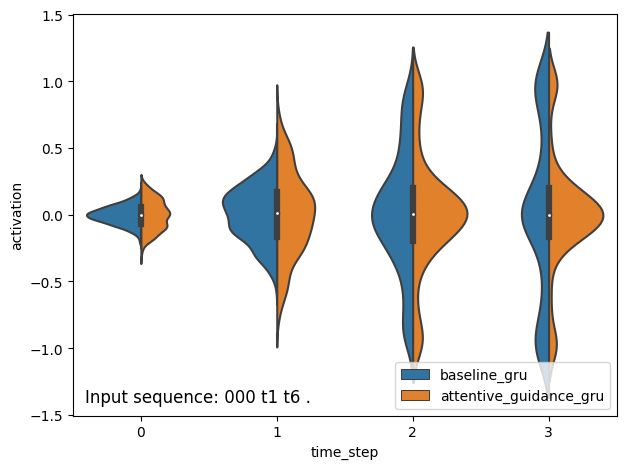 1.5
1.0
0.5
0.0
−0.5
−1.0
−1.5
activation
Input sequence: 000 t1 t6 .
baseline_gru
attentive_guidance_gru
0 1 2 3
time_step